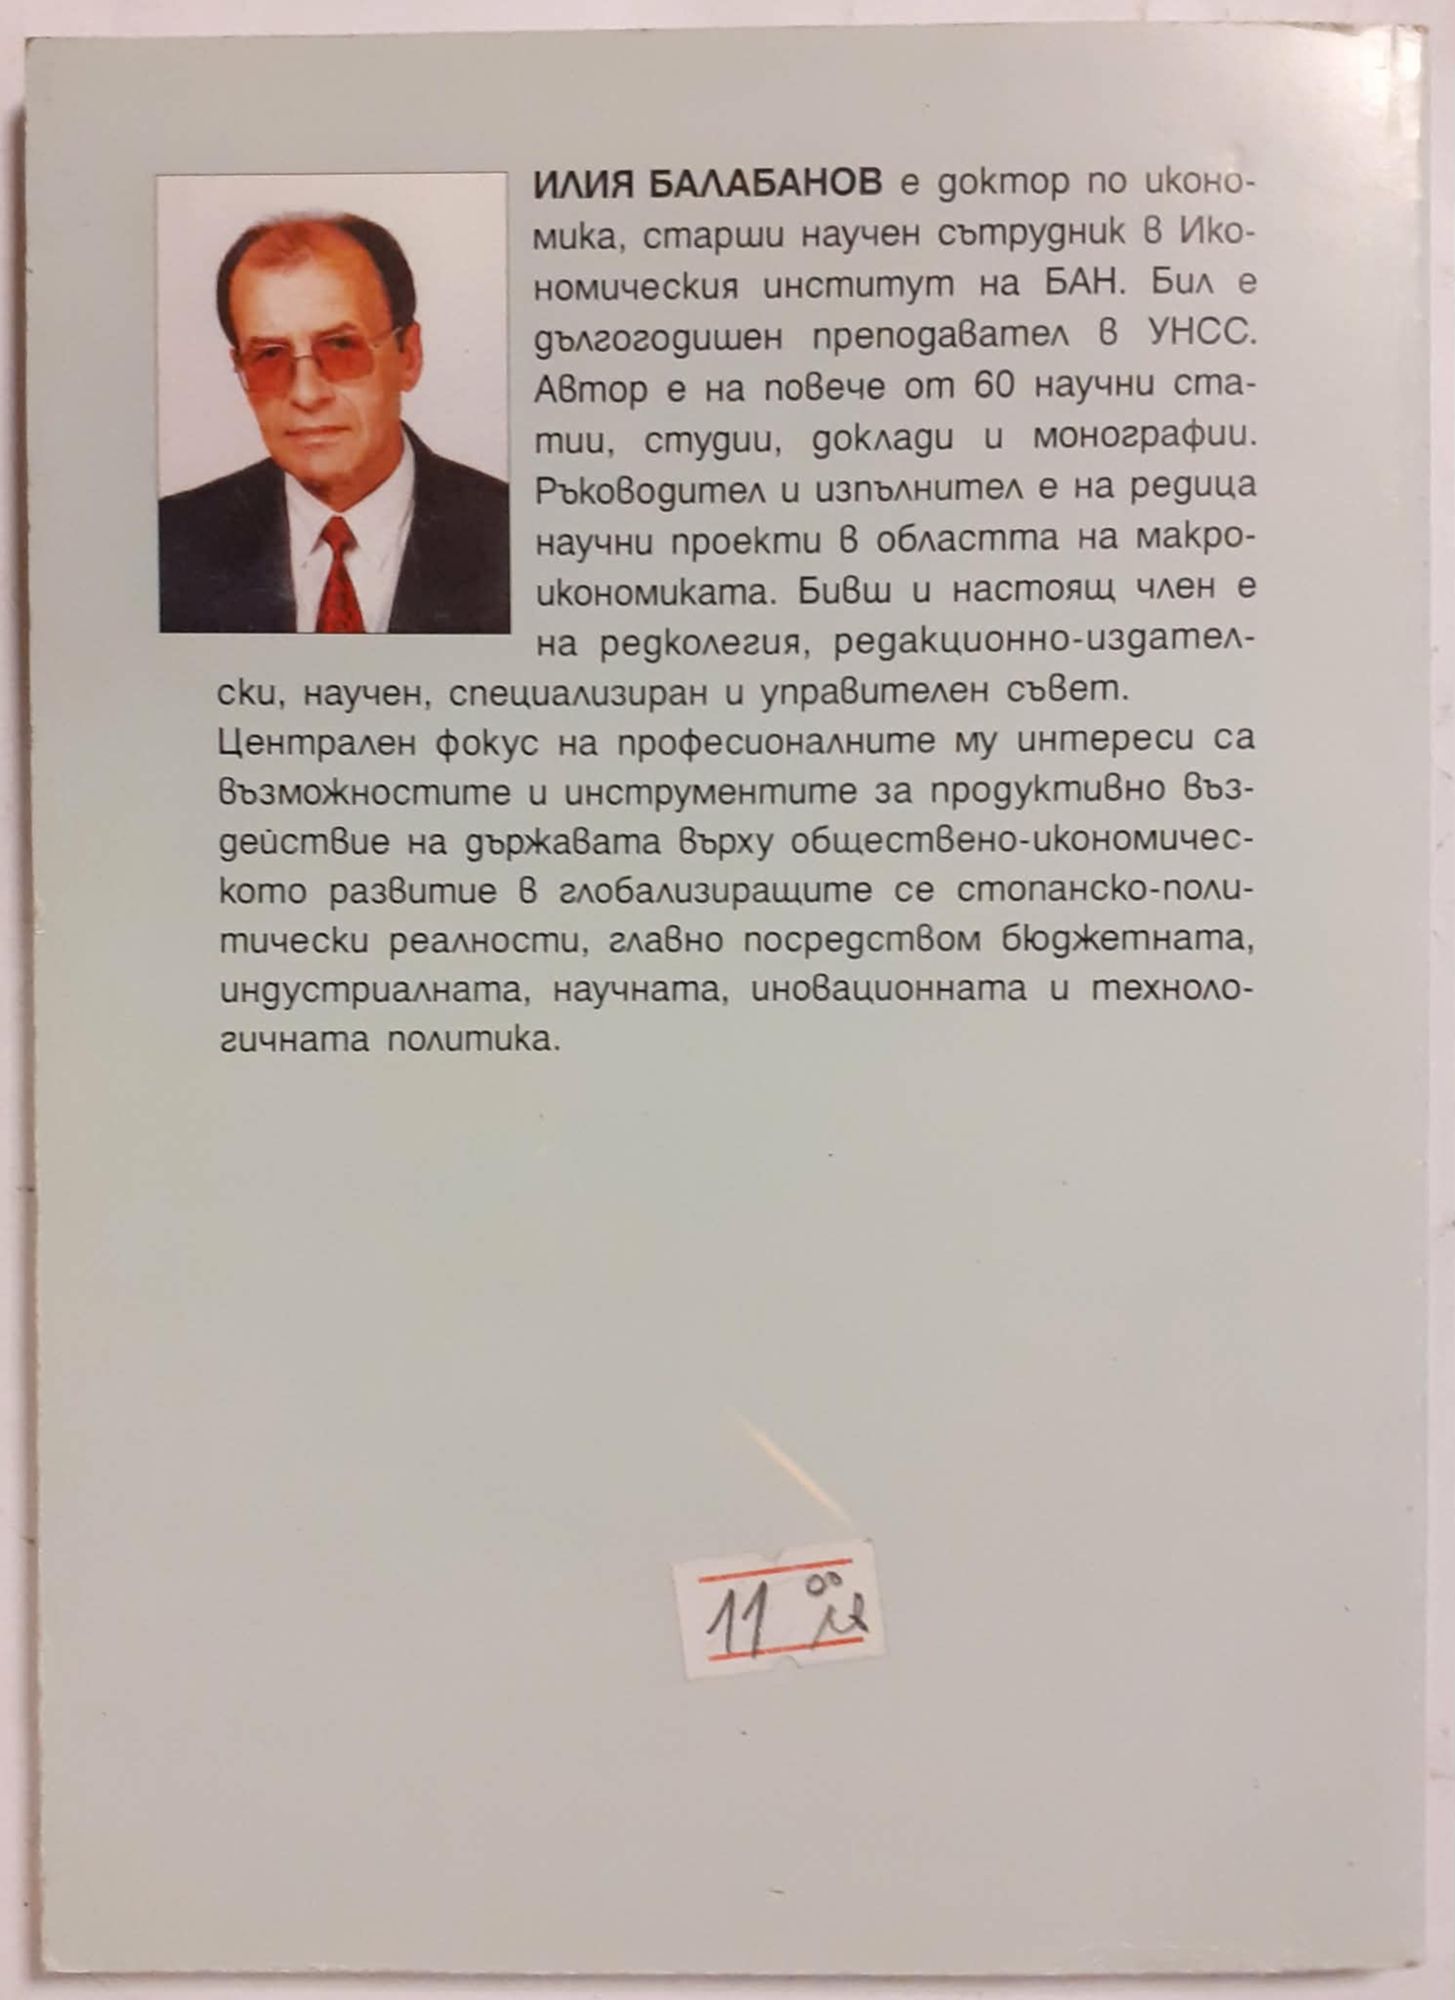 ИЛИЯ БАЛАБАНОВ е доктор по иконо-
мика, старши научен сътрудник в Ико-
номическия институт на БАН. Бил е
дългогодишен преподавател в УНСС.
Автор е на повече от 60 научни ста-
тии, студии, доклади и монографии.
Ръководител и изпълнител е на редица
научни проекти в областта на макро-
икономиката. Бивш и настоящ член е
на редколегия, редакционно-издател-
ски, научен, специализиран и управителен съвет.
Централен фокус на професионалните му интереси са
възможностите и инструментите за продуктивно въз-
действие на държавата върху обществено-икономичес-
кото развитие в глобализиращите се стопанско-поли-
тически реалности, главно посредством бюджетната,
индустриалната, научната, иновационната и техноло-
гичната политика.
11 00 лв